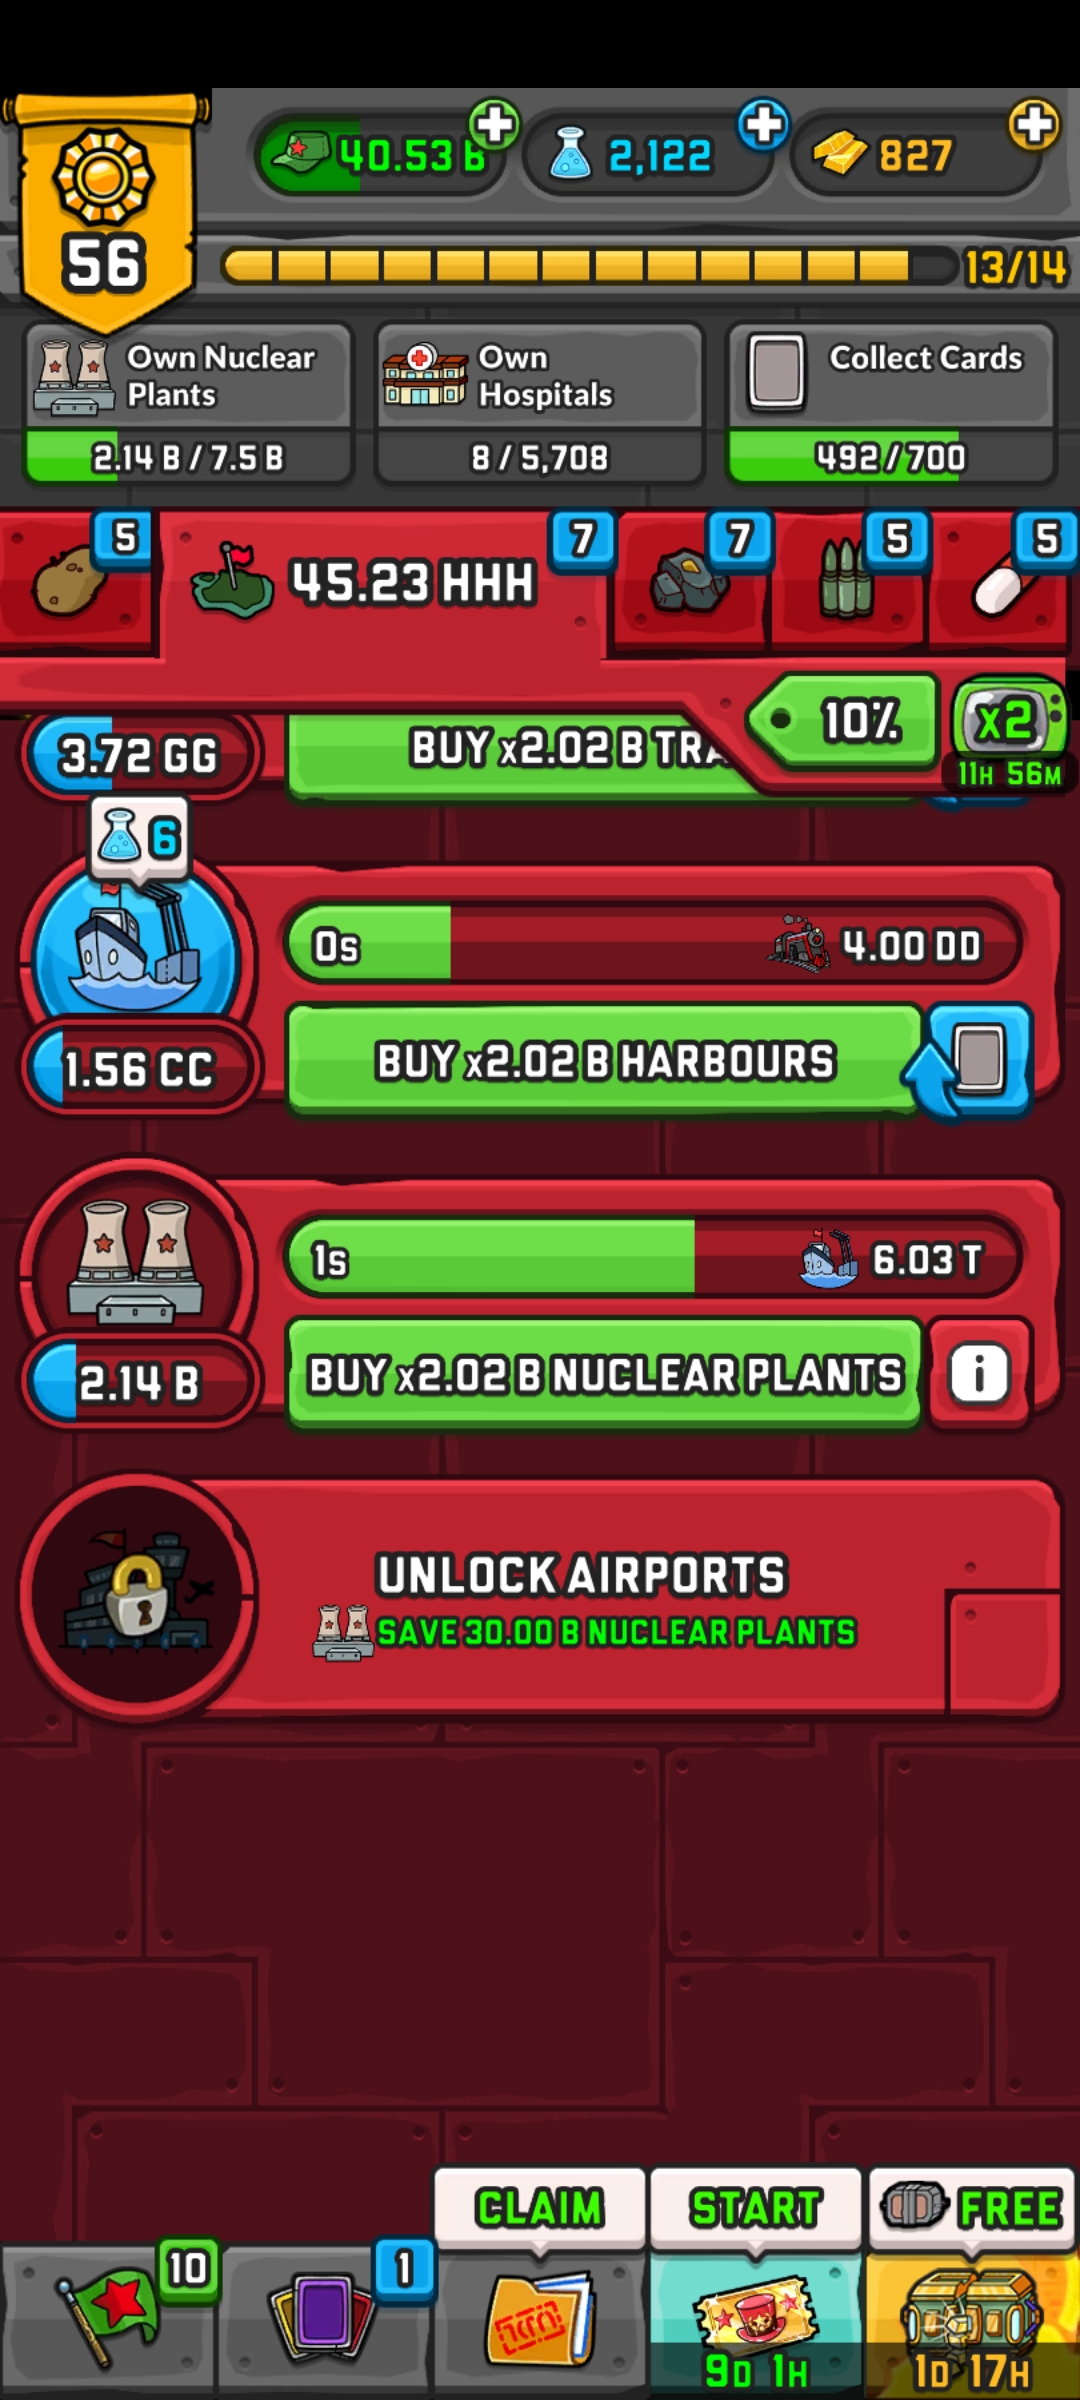 40.53 B
2,122
827
56
13/14
Own Nuclear
Plants
2.14 B / 7.5 B
Own
Hospitals
8 / 5,708
Collect Cards
492 / 700
5
45.23 HHH
7
7
5
5
10%
x2
11H 56M
3.72 GG
BUY x2.02 B
6
0s
4.00 DD
1.56 CC
BUY x2.02 B HARBOURS
1s
6.03 T
2.14 B
BUY x2.02 B NUCLEAR PLANTS
i
UNLOCK AIRPORTS
SAVE 30.00 B NUCLEAR PLANTS
CLAIM
START
FREE
10
1
9D 1H
1D 17H